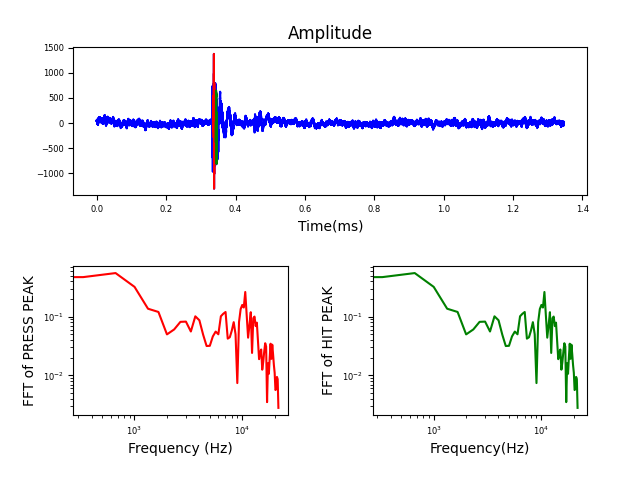 Amplitude
1500
1000
500
0
−500
−1000
0.0 0.2 0.4 0.6 0.8 1.0 1.2 1.4
Time(ms)
FFT of PRESS PEAK
10⁻¹
10⁻²
10³ 10⁴
Frequency (Hz)
FFT of HIT PEAK
10⁻¹
10⁻²
10³ 10⁴
Frequency(Hz)